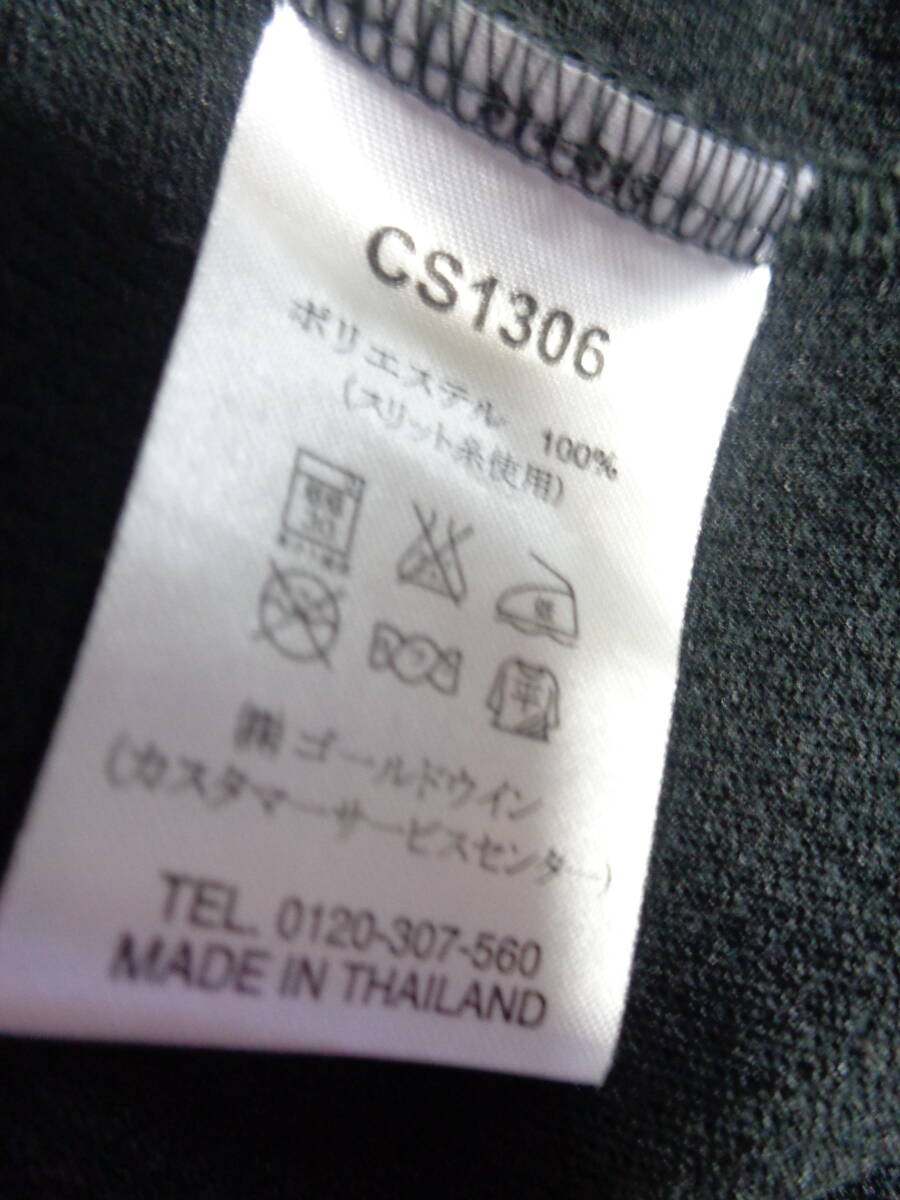 CS1306
ポリエステル 100%
(スリット糸使用)
低
平
㈱ ゴールドウイン
(カスタマーサービスセンター)
TEL. 0120-307-560
MADE IN THAILAND